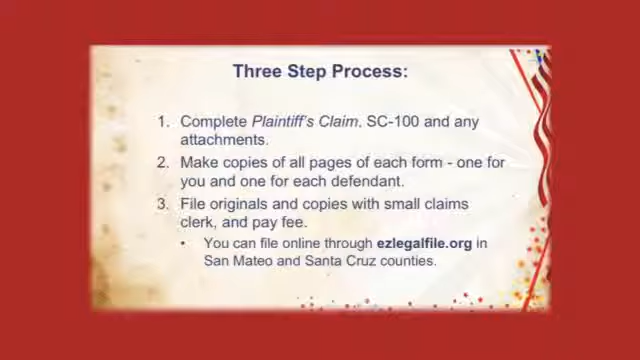 Three Step Process:
1. Complete Plaintiff's Claim, SC-100 and any
attachments.
2. Make copies of all pages of each form - one for
you and one for each defendant.
3. File originals and copies with small claims
clerk, and pay fee.
• You can file online through ezlegalfile.org in
San Mateo and Santa Cruz counties.